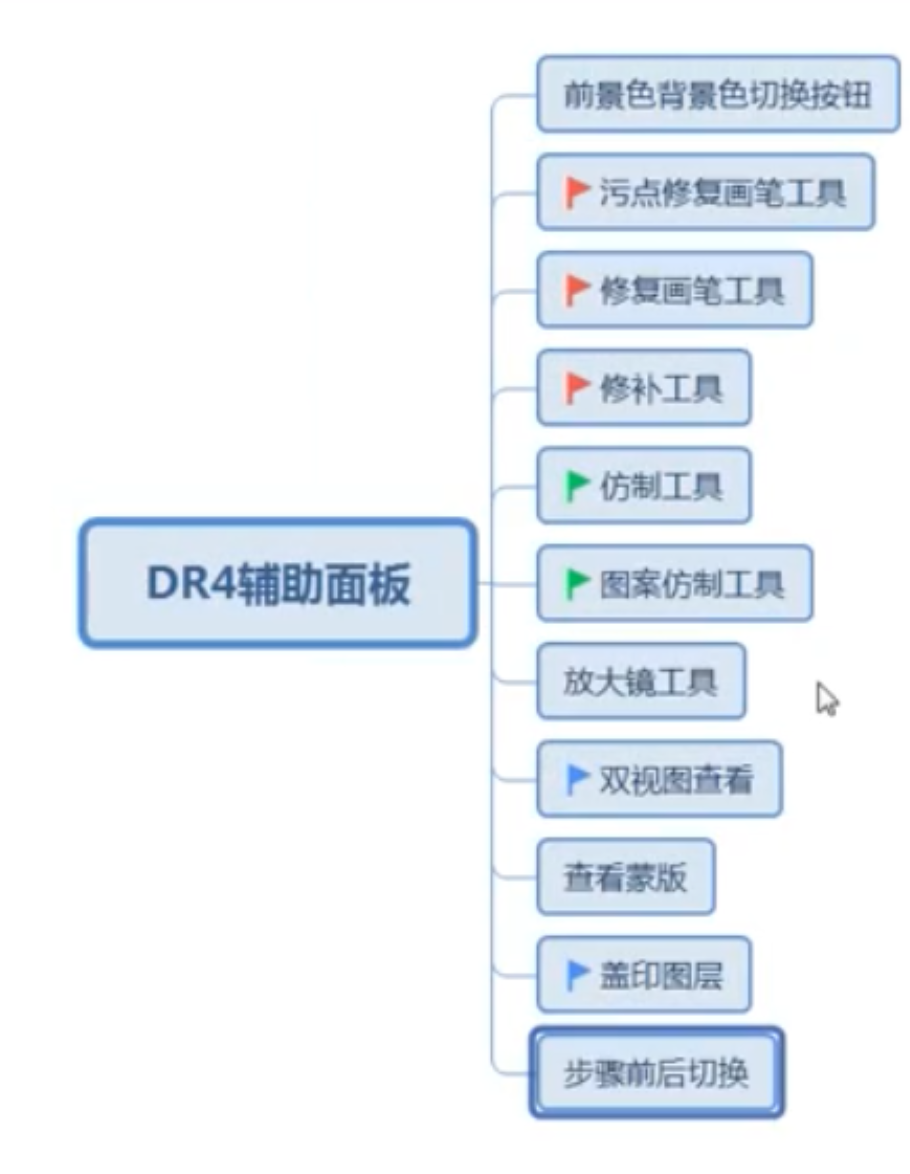 前景色背景色切换按钮
污点修复画笔工具
修复画笔工具
修补工具
仿制工具
DR4辅助面板
图案仿制工具
放大镜工具
双视图查看
查看蒙版
盖印图层
步骤前后切换